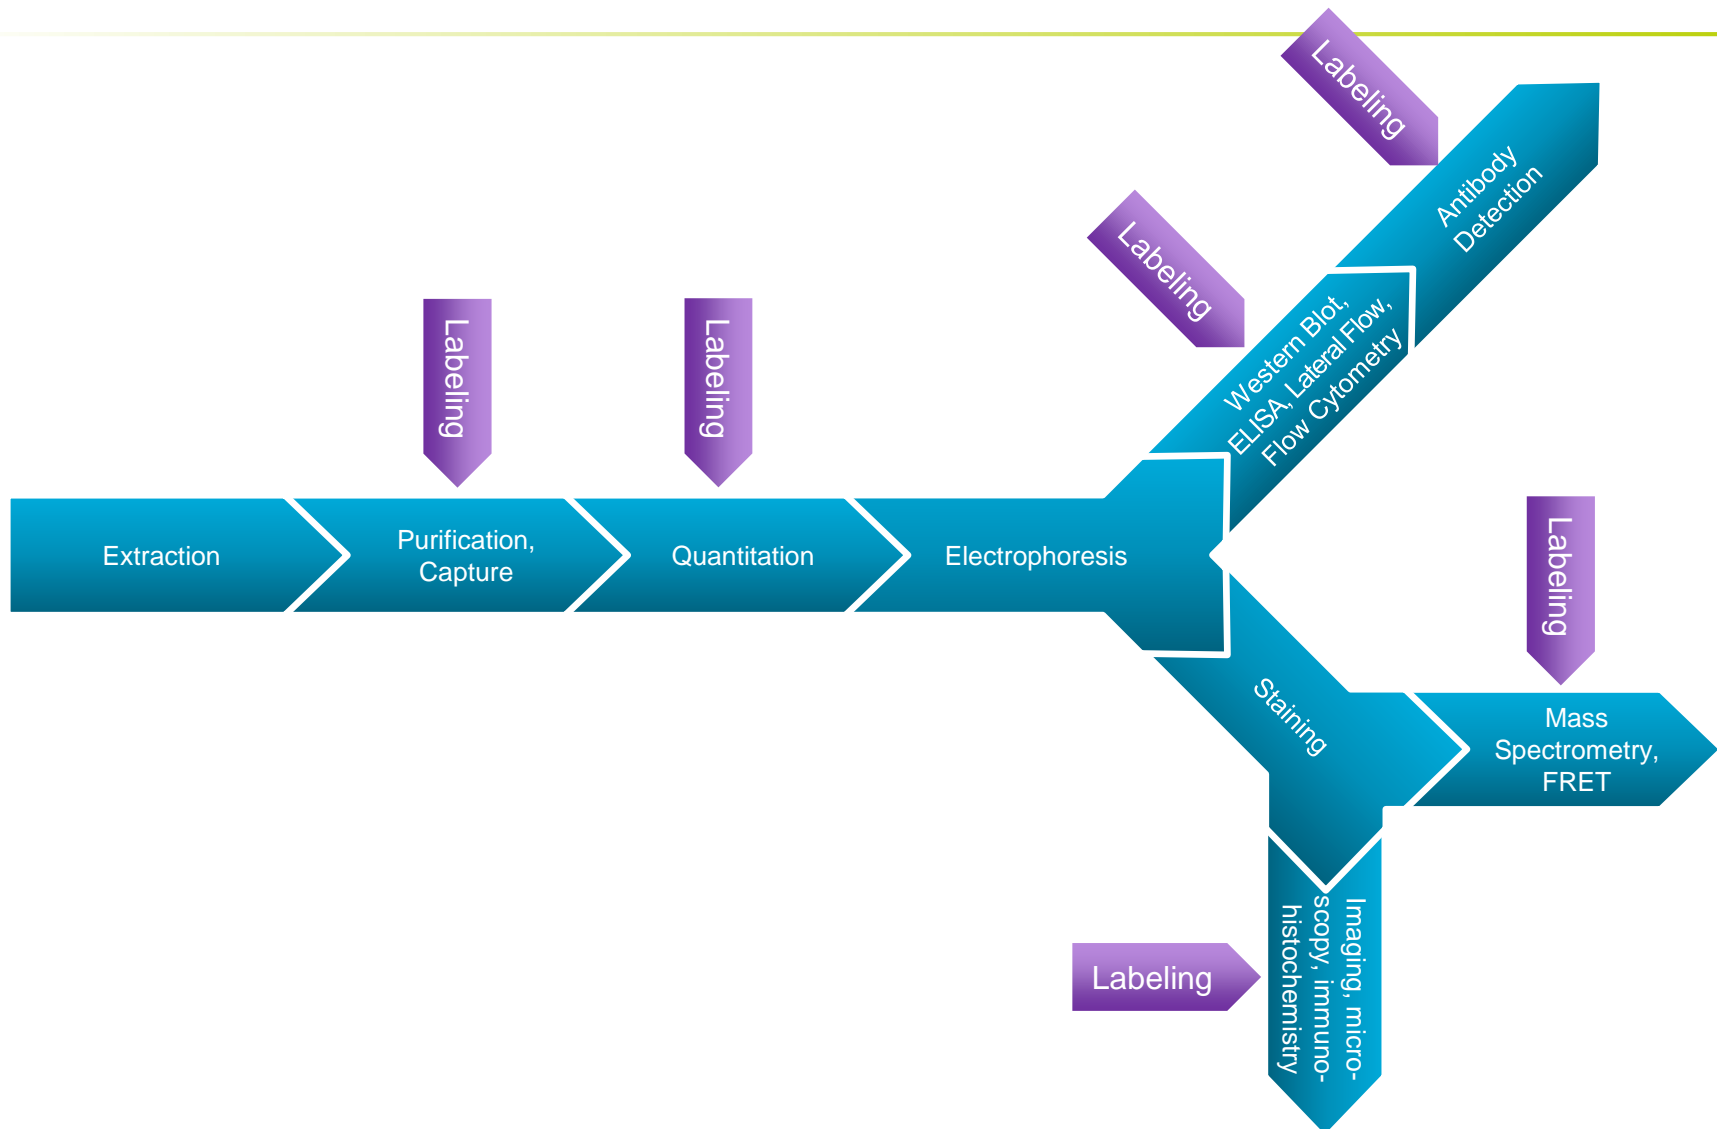 Labeling
Labeling
Antibody
Detection
Western Blot,
ELISA, Lateral Flow,
Flow Cytometry
Labeling
Labeling
Extraction
Purification,
Capture
Quantitation
Electrophoresis
Labeling
Staining
Mass
Spectrometry,
FRET
Labeling
Imaging, micro-
scopy, immuno-
histochemistry